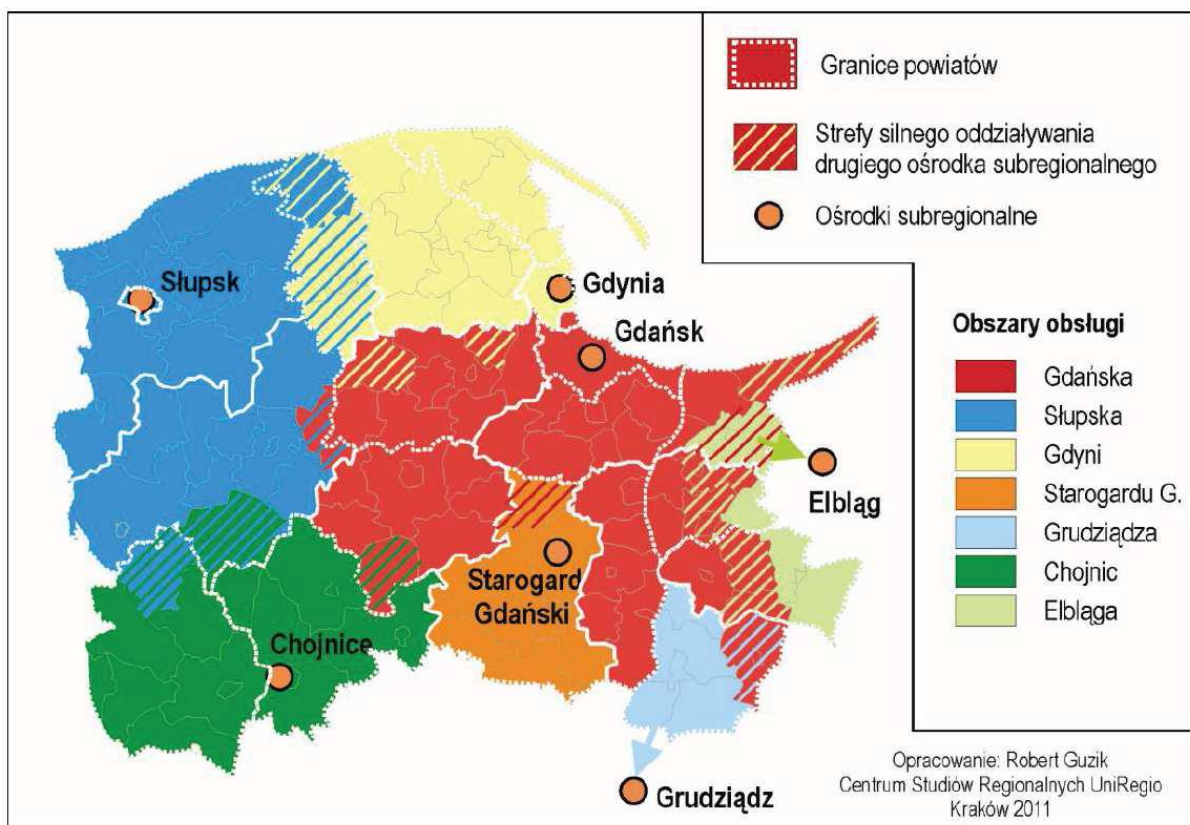 Granice powiatów
Strefy silnego oddziaływania
drugiego ośrodka subregionalnego
Ośrodki subregionalne
Słupsk
Gdynia
Gdańsk
Elbląg
Starogard
Gdański
Chojnice
Grudziądz
Obszary obsługi
Gdańska
Słupska
Gdyni
Starogardu G.
Grudziądza
Chojnic
Elbląga
Opracowanie: Robert Guzik
Centrum Studiów Regionalnych UniRegio
Kraków 2011